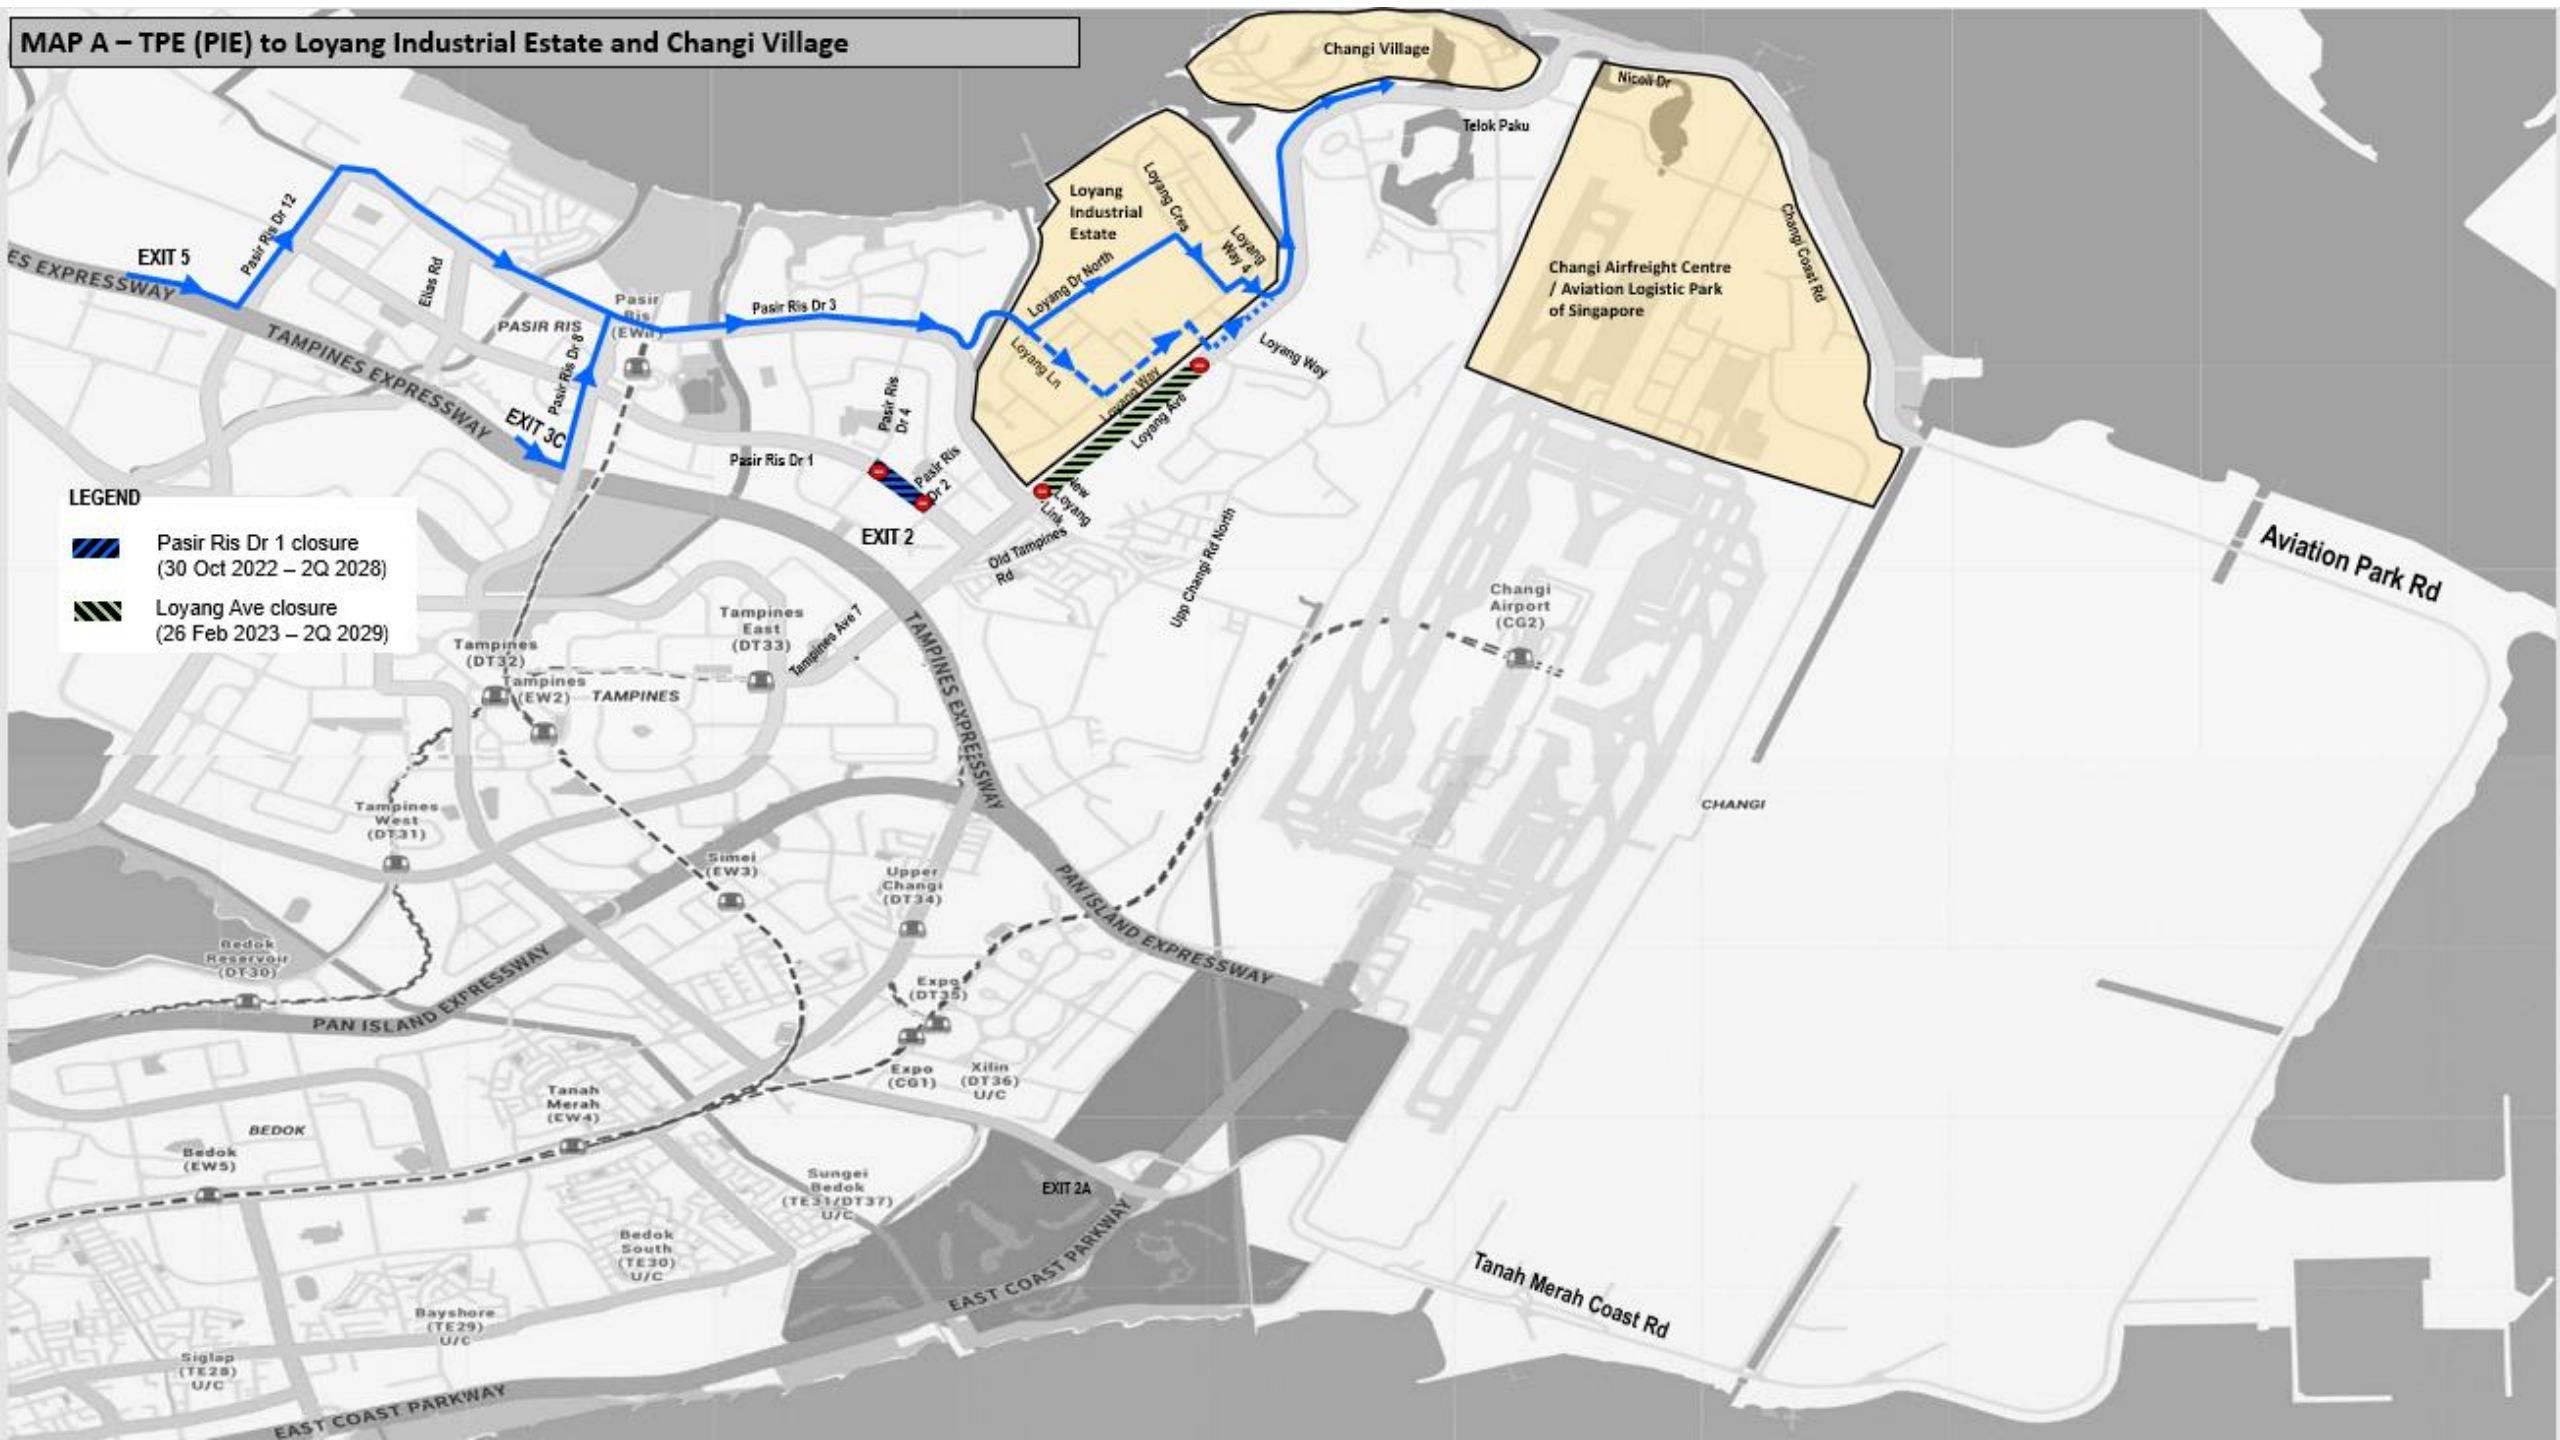 MAP A – TPE (PIE) to Loyang Industrial Estate and Changi Village
Changi Village
Nicoll Dr
Telok Paku
Loyang
Industrial
Estate
Loyang Cres
Loyang
Way 4
Loyang Dr North
Loyang Ln
Loyang Way
Loyang Way
Loyang Ave
New
Loyang
Link
Changi Airfreight Centre
/ Aviation Logistic Park
of Singapore
Changi Coast Rd
EXIT 5
Pasir Ris Dr 12
ES EXPRESSWAY
Elias Rd
PASIR RIS
Pasir
Ris
Pasir Ris Dr 3
Pasir Ris Dr 8
TAMPINES EXPRESSWAY
EXIT 3C
Pasir Ris
Dr 4
Pasir Ris Dr 1
Pasir Ris
Dr 2
EXIT 2
Old Tampines
Rd
Upp Changi Rd North
LEGEND
Pasir Ris Dr 1 closure
(30 Oct 2022 – 2Q 2028)
Loyang Ave closure
(26 Feb 2023 – 2Q 2029)
Aviation Park Rd
Changi
Airport
(CG2)
Tampines
East
(DT33)
Tampines Ave 7
TAMPINES EXPRESSWAY
Tampines
(DT32)
Tampines
(EW2)
TAMPINES
CHANGI
Tampines
West
(DT31)
Simei
(EW3)
Upper
Changi
(DT34)
PAN ISLAND EXPRESSWAY
Bedok
Reservoir
(DT30)
PAN ISLAND EXPRESSWAY
Expo
(DT35)
Expo
(CG1)
Xilin
(DT36)
U/C
Tanah
Merah
(EW4)
BEDOK
Bedok
(EW5)
Sungei
Bedok
(TE31/DT37)
U/C
EXIT 2A
Bedok
South
(TE30)
U/C
EAST COAST PARKWAY
Tanah Merah Coast Rd
Bayshore
(TE29)
U/C
Siglap
(TE28)
U/C
EAST COAST PARKWAY